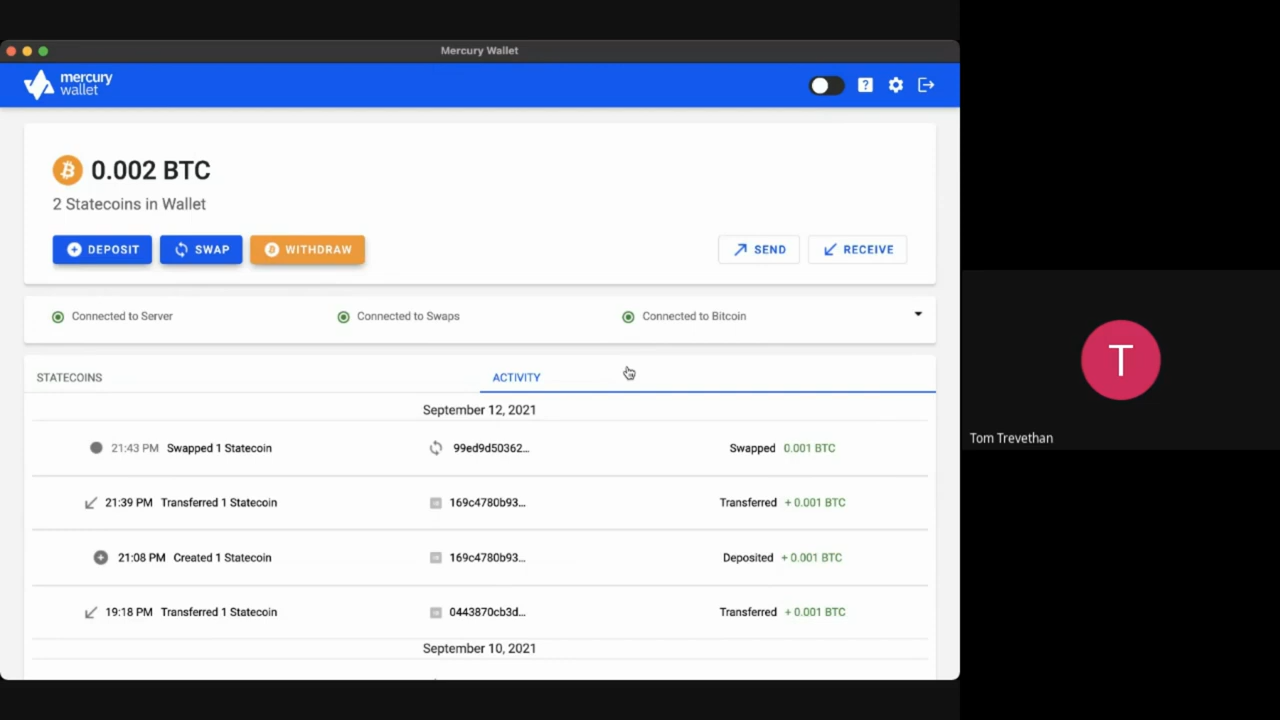 Mercury Wallet
mercury
wallet
?
0.002 BTC
2 Statecoins in Wallet
DEPOSIT SWAP WITHDRAW SEND RECEIVE
Connected to Server Connected to Swaps Connected to Bitcoin
STATECOINS ACTIVITY
September 12, 2021
21:43 PM Swapped 1 Statecoin 99ed9d50362... Swapped 0.001 BTC
21:39 PM Transferred 1 Statecoin 169c4780b93... Transferred + 0.001 BTC
21:08 PM Created 1 Statecoin 169c4780b93... Deposited + 0.001 BTC
19:18 PM Transferred 1 Statecoin 0443870cb3d... Transferred + 0.001 BTC
September 10, 2021
T
Tom Trevethan